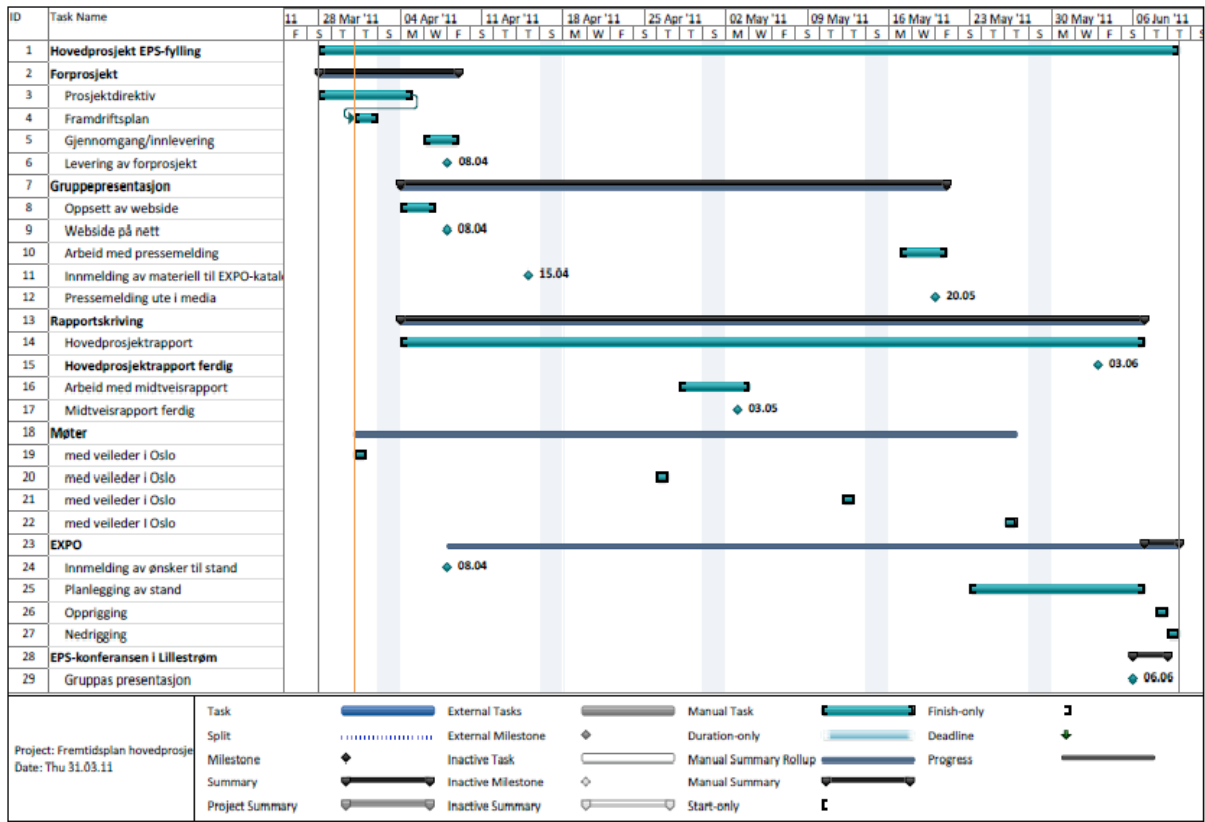 ID Task Name 11 28 Mar '11 04 Apr '11 11 Apr '11 18 Apr '11 25 Apr '11 02 May '11 09 May '11 16 May '11 23 May '11 30 May '11 06 Jun '11
F S T T S M W F S T T S M W F S T T S M W F S T T S M W F S T T S M W F S T T S
1 Hovedprosjekt EPS-fylling
2 Forprosjekt
3 Prosjektdirektiv
4 Framdriftsplan
5 Gjennomgang/innlevering
6 Levering av forprosjekt 08.04
7 Gruppepresentasjon
8 Oppsett av webside
9 Webside på nett 08.04
10 Arbeid med pressemelding
11 Innmelding av materiell til EXPO-katal 15.04
12 Pressemelding ute i media 20.05
13 Rapportskriving
14 Hovedprosjektrapport
15 Hovedprosjektrapport ferdig 03.06
16 Arbeid med midtveisrapport
17 Midtveisrapport ferdig 03.05
18 Møter
19 med veileder i Oslo
20 med veileder i Oslo
21 med veileder i Oslo
22 med veileder I Oslo
23 EXPO
24 Innmelding av ønsker til stand 08.04
25 Planlegging av stand
26 Opprigging
27 Nedrigging
28 EPS-konferansen i Lillestrøm
29 Gruppas presentasjon 06.06
Project: Fremtidsplan hovedprosje
Date: Thu 31.03.11
Task External Tasks Manual Task Finish-only
Split External Milestone Duration-only Deadline
Milestone Inactive Task Manual Summary Rollup Progress
Summary Inactive Milestone Manual Summary
Project Summary Inactive Summary Start-only